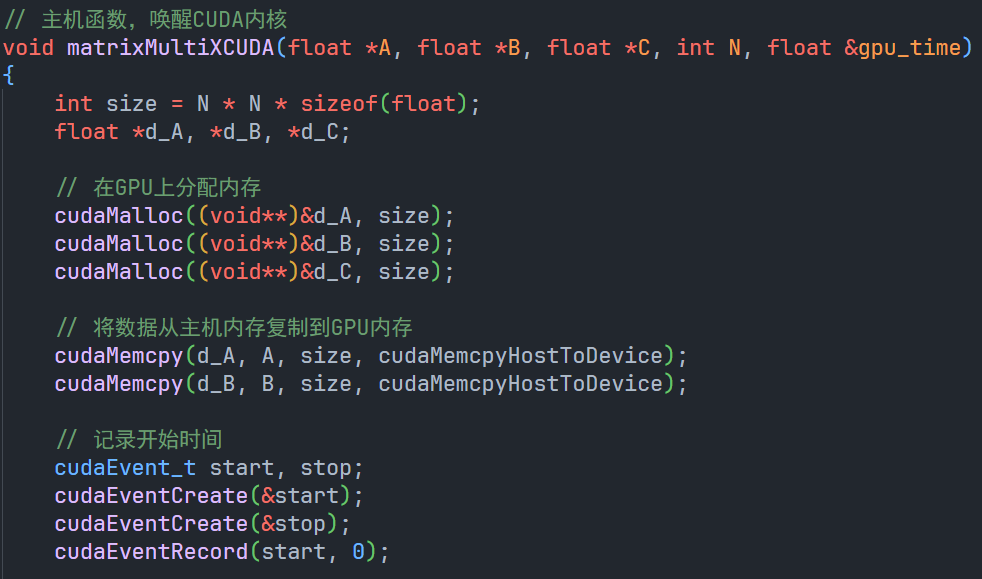 // 主机函数，唤醒CUDA内核
void matrixMultiXCUDA(float *A, float *B, float *C, int N, float &gpu_time)
{
    int size = N * N * sizeof(float);
    float *d_A, *d_B, *d_C;

    // 在GPU上分配内存
    cudaMalloc((void**)&d_A, size);
    cudaMalloc((void**)&d_B, size);
    cudaMalloc((void**)&d_C, size);

    // 将数据从主机内存复制到GPU内存
    cudaMemcpy(d_A, A, size, cudaMemcpyHostToDevice);
    cudaMemcpy(d_B, B, size, cudaMemcpyHostToDevice);

    // 记录开始时间
    cudaEvent_t start, stop;
    cudaEventCreate(&start);
    cudaEventCreate(&stop);
    cudaEventRecord(start, 0);